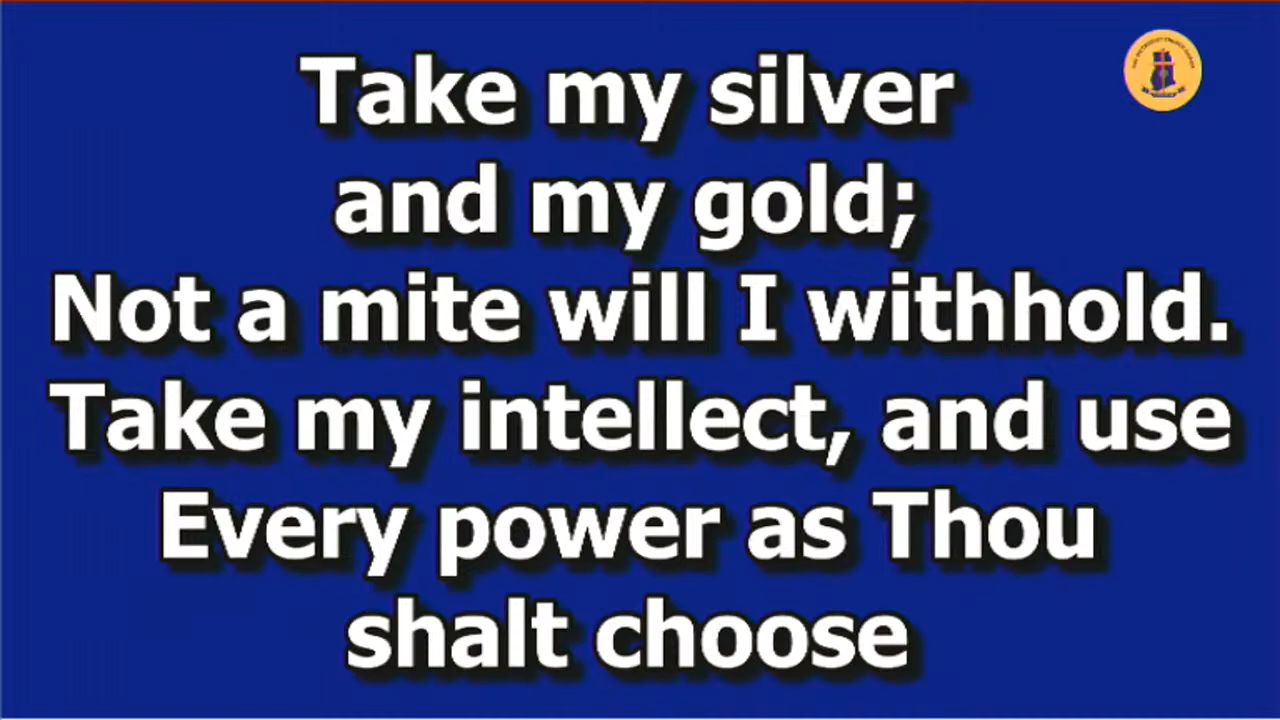 Take my silver
and my gold;
Not a mite will I withhold.
Take my intellect, and use
Every power as Thou
shalt choose